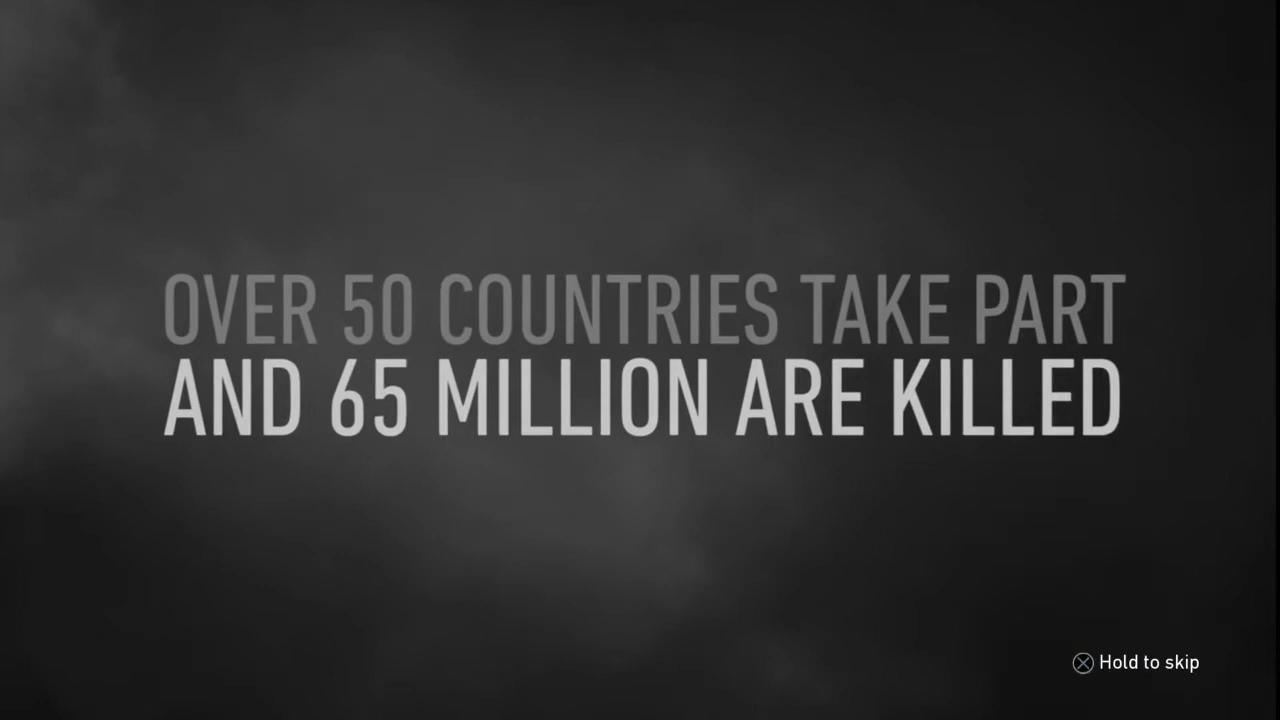 OVER 50 COUNTRIES TAKE PART
AND 65 MILLION ARE KILLED
Hold to skip